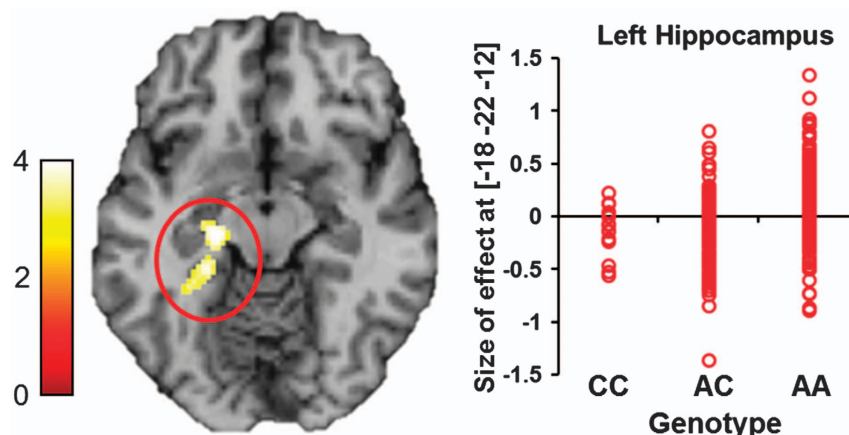 4
2
0
Left Hippocampus
Size of effect at [-18 -22 -12]
1.5
1
0.5
0
-0.5
-1
-1.5
CC AC AA
Genotype